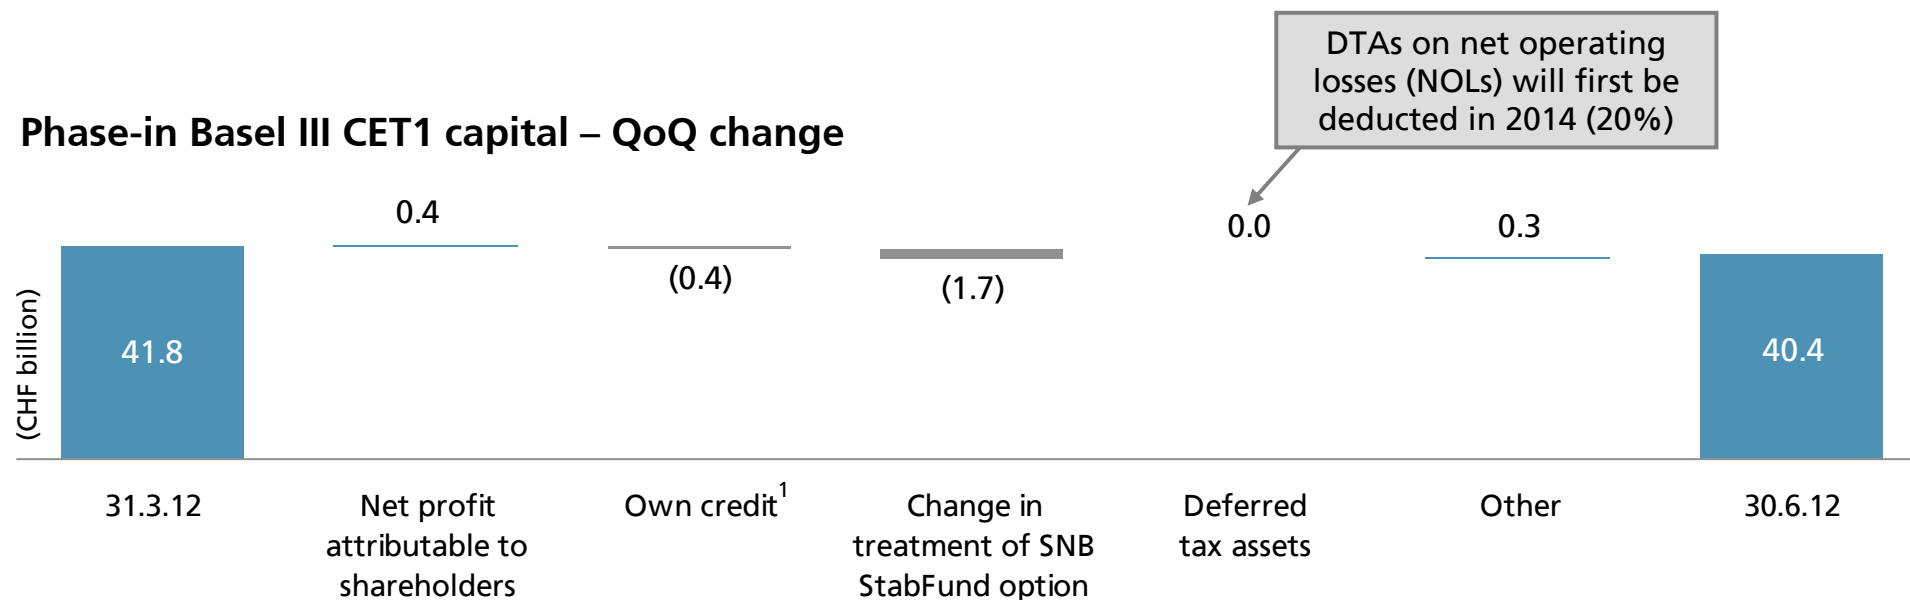 DTAs on net operating
losses (NOLs) will first be
deducted in 2014 (20%)
Phase-in Basel III CET1 capital – QoQ change
(CHF billion)
41.8
0.4
(0.4)
(1.7)
0.0
0.3
40.4
31.3.12
Net profit
attributable to
shareholders
Own credit1
Change in
treatment of SNB
StabFund option
Deferred
tax assets
Other
30.6.12